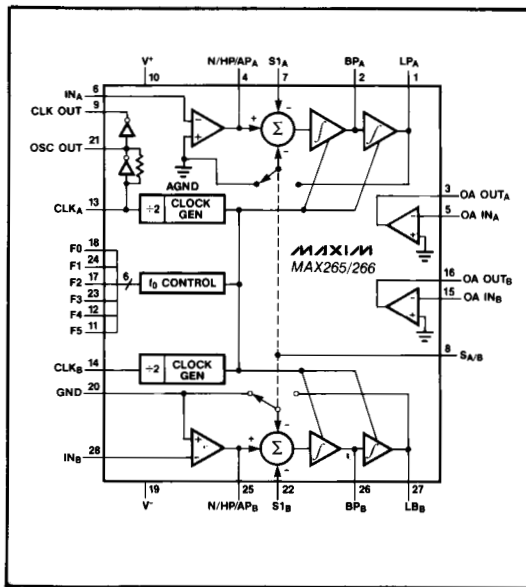 V+ N/HP/APA S1A BPA LPA
10 4 7 2 1
INA 6
CLK OUT 9
OSC OUT 21
+ − Σ − ∫ ∫
− +
AGND
CLKA 13 ÷2 CLOCK GEN
3 OA OUTA
5 OA INA
− +
F0 18
F1 24
F2 17 6 f0 CONTROL
F3 23
F4 12
F5 11
MAXIM
MAX265/266
16 OA OUTB
15 OA INB
− +
8 SA/B
CLKB 14 ÷2 CLOCK GEN
GND 20
+ −
INB 28
+ − Σ − ∫ ∫
19 25 22 26 27
V− N/HP/APB S1B BPB LBB